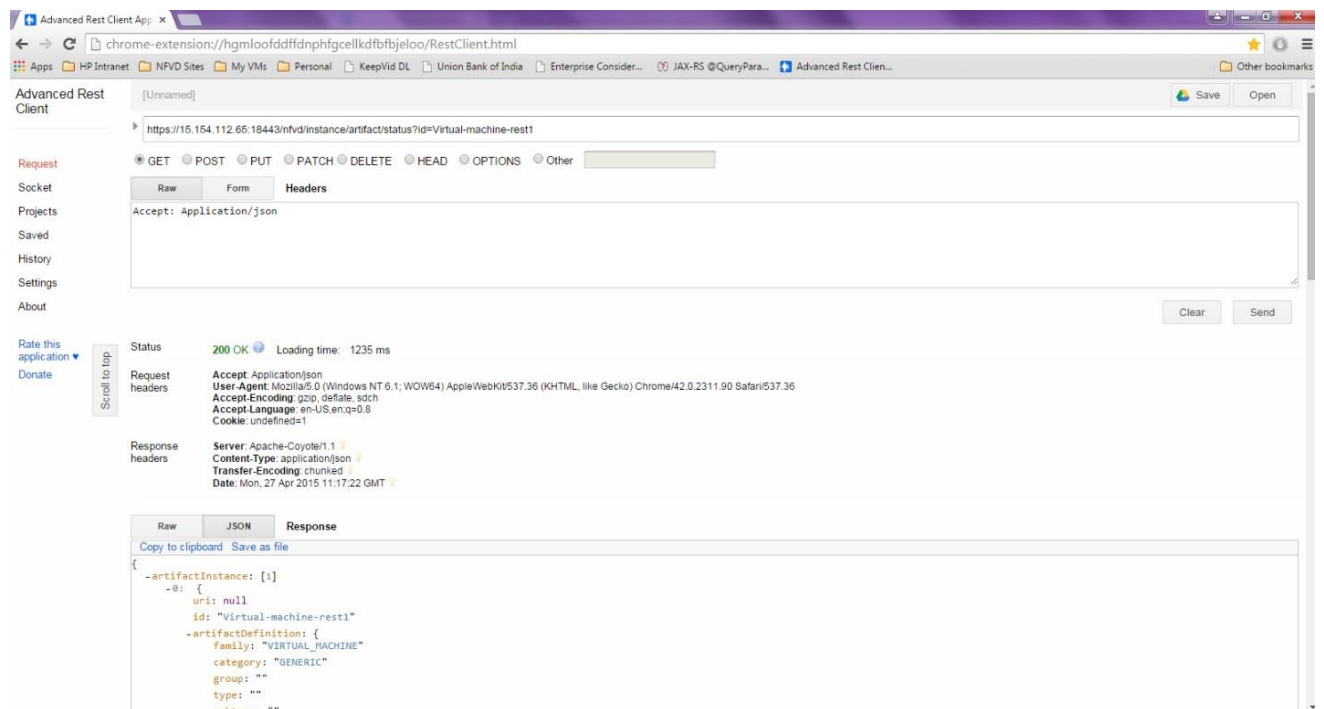 Advanced Rest Client App
chrome-extension://hgmloofddffdnphfgcellkdfbfbjeloo/RestClient.html
Apps HP Intranet NFVD Sites My VMs Personal KeepVid DL Union Bank of India Enterprise Consider... JAX-RS @QueryPara... Advanced Rest Clien... Other bookmarks
Advanced Rest Client
[Unnamed]
Save Open
https://15.154.112.65:18443/nfvd/instance/artifact/status?id=Virtual-machine-rest1
Request
Socket
Projects
Saved
History
Settings
About
Rate this application ♥
Donate
Scroll to top
GET POST PUT PATCH DELETE HEAD OPTIONS Other
Raw Form Headers
Accept: Application/json
Clear Send
Status 200 OK Loading time: 1235 ms
Request headers
Accept: Application/json
User-Agent: Mozilla/5.0 (Windows NT 6.1; WOW64) AppleWebKit/537.36 (KHTML, like Gecko) Chrome/42.0.2311.90 Safari/537.36
Accept-Encoding: gzip, deflate, sdch
Accept-Language: en-US,en;q=0.8
Cookie: undefined=1
Response headers
Server: Apache-Coyote/1.1
Content-Type: application/json
Transfer-Encoding: chunked
Date: Mon, 27 Apr 2015 11:17:22 GMT
Raw JSON Response
Copy to clipboard Save as file
{
-artifactInstance: [1]
-0: {
uri: null
id: "Virtual-machine-rest1"
-artifactDefinition: {
family: "VIRTUAL_MACHINE"
category: "GENERIC"
group: ""
type: ""